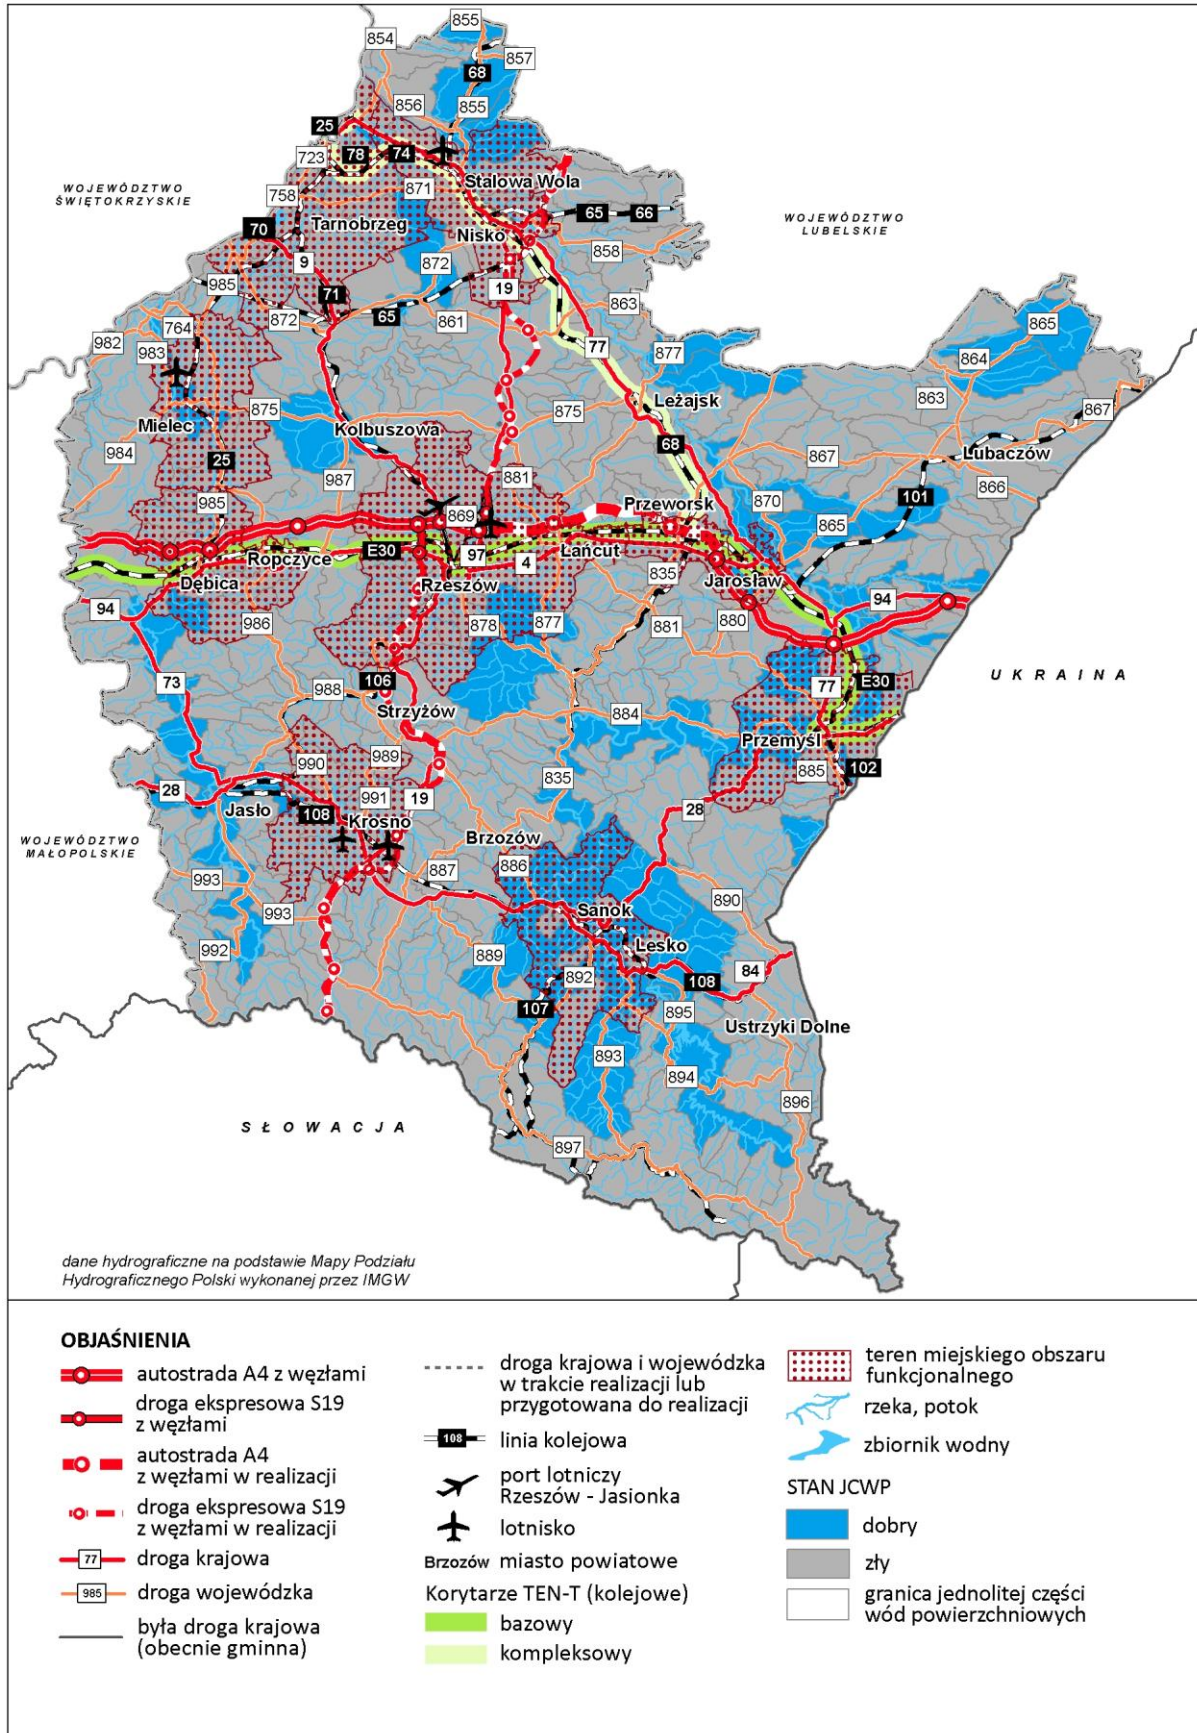 855
854
857
68
856
855
25
723
78
74
WOJEWÓDZTWO
ŚWIĘTOKRZYSKIE
758
871
Stalowa Wola
65
66
WOJEWÓDZTWO
LUBELSKIE
Tarnobrzeg
70
Nisko
858
9
872
985
19
71
863
65
861
872
764
865
982
983
77
877
864
863
867
875
875
Leżajsk
Mielec
Kolbuszowa
68
984
867
Lubaczów
25
987
881
866
985
101
870
Przeworsk
869
865
E30
97
Łańcut
Ropczyce
4
835
Dębica
Rzeszów
Jarosław
94
94
986
878
877
881
880
UKRAINA
73
106
77
E30
988
Strzyżów
884
Przemyśl
989
990
885
102
835
28
991
19
28
108
Jasło
Krosno
Brzozów
WOJEWÓDZTWO
MAŁOPOLSKIE
886
887
993
890
993
Sanok
992
889
Lesko
892
84
108
107
895
Ustrzyki Dolne
893
894
896
SŁOWACJA
897
dane hydrograficzne na podstawie Mapy Podziału
Hydrograficznego Polski wykonanej przez IMGW
OBJAŚNIENIA
autostrada A4 z węzłami
droga ekspresowa S19
z węzłami
autostrada A4
z węzłami w realizacji
droga ekspresowa S19
z węzłami w realizacji
77 droga krajowa
985 droga wojewódzka
była droga krajowa
(obecnie gminna)
droga krajowa i wojewódzka
w trakcie realizacji lub
przygotowana do realizacji
108 linia kolejowa
port lotniczy
Rzeszów - Jasionka
lotnisko
Brzozów miasto powiatowe
Korytarze TEN-T (kolejowe)
bazowy
kompleksowy
teren miejskiego obszaru
funkcjonalnego
rzeka, potok
zbiornik wodny
STAN JCWP
dobry
zły
granica jednolitej części
wód powierzchniowych